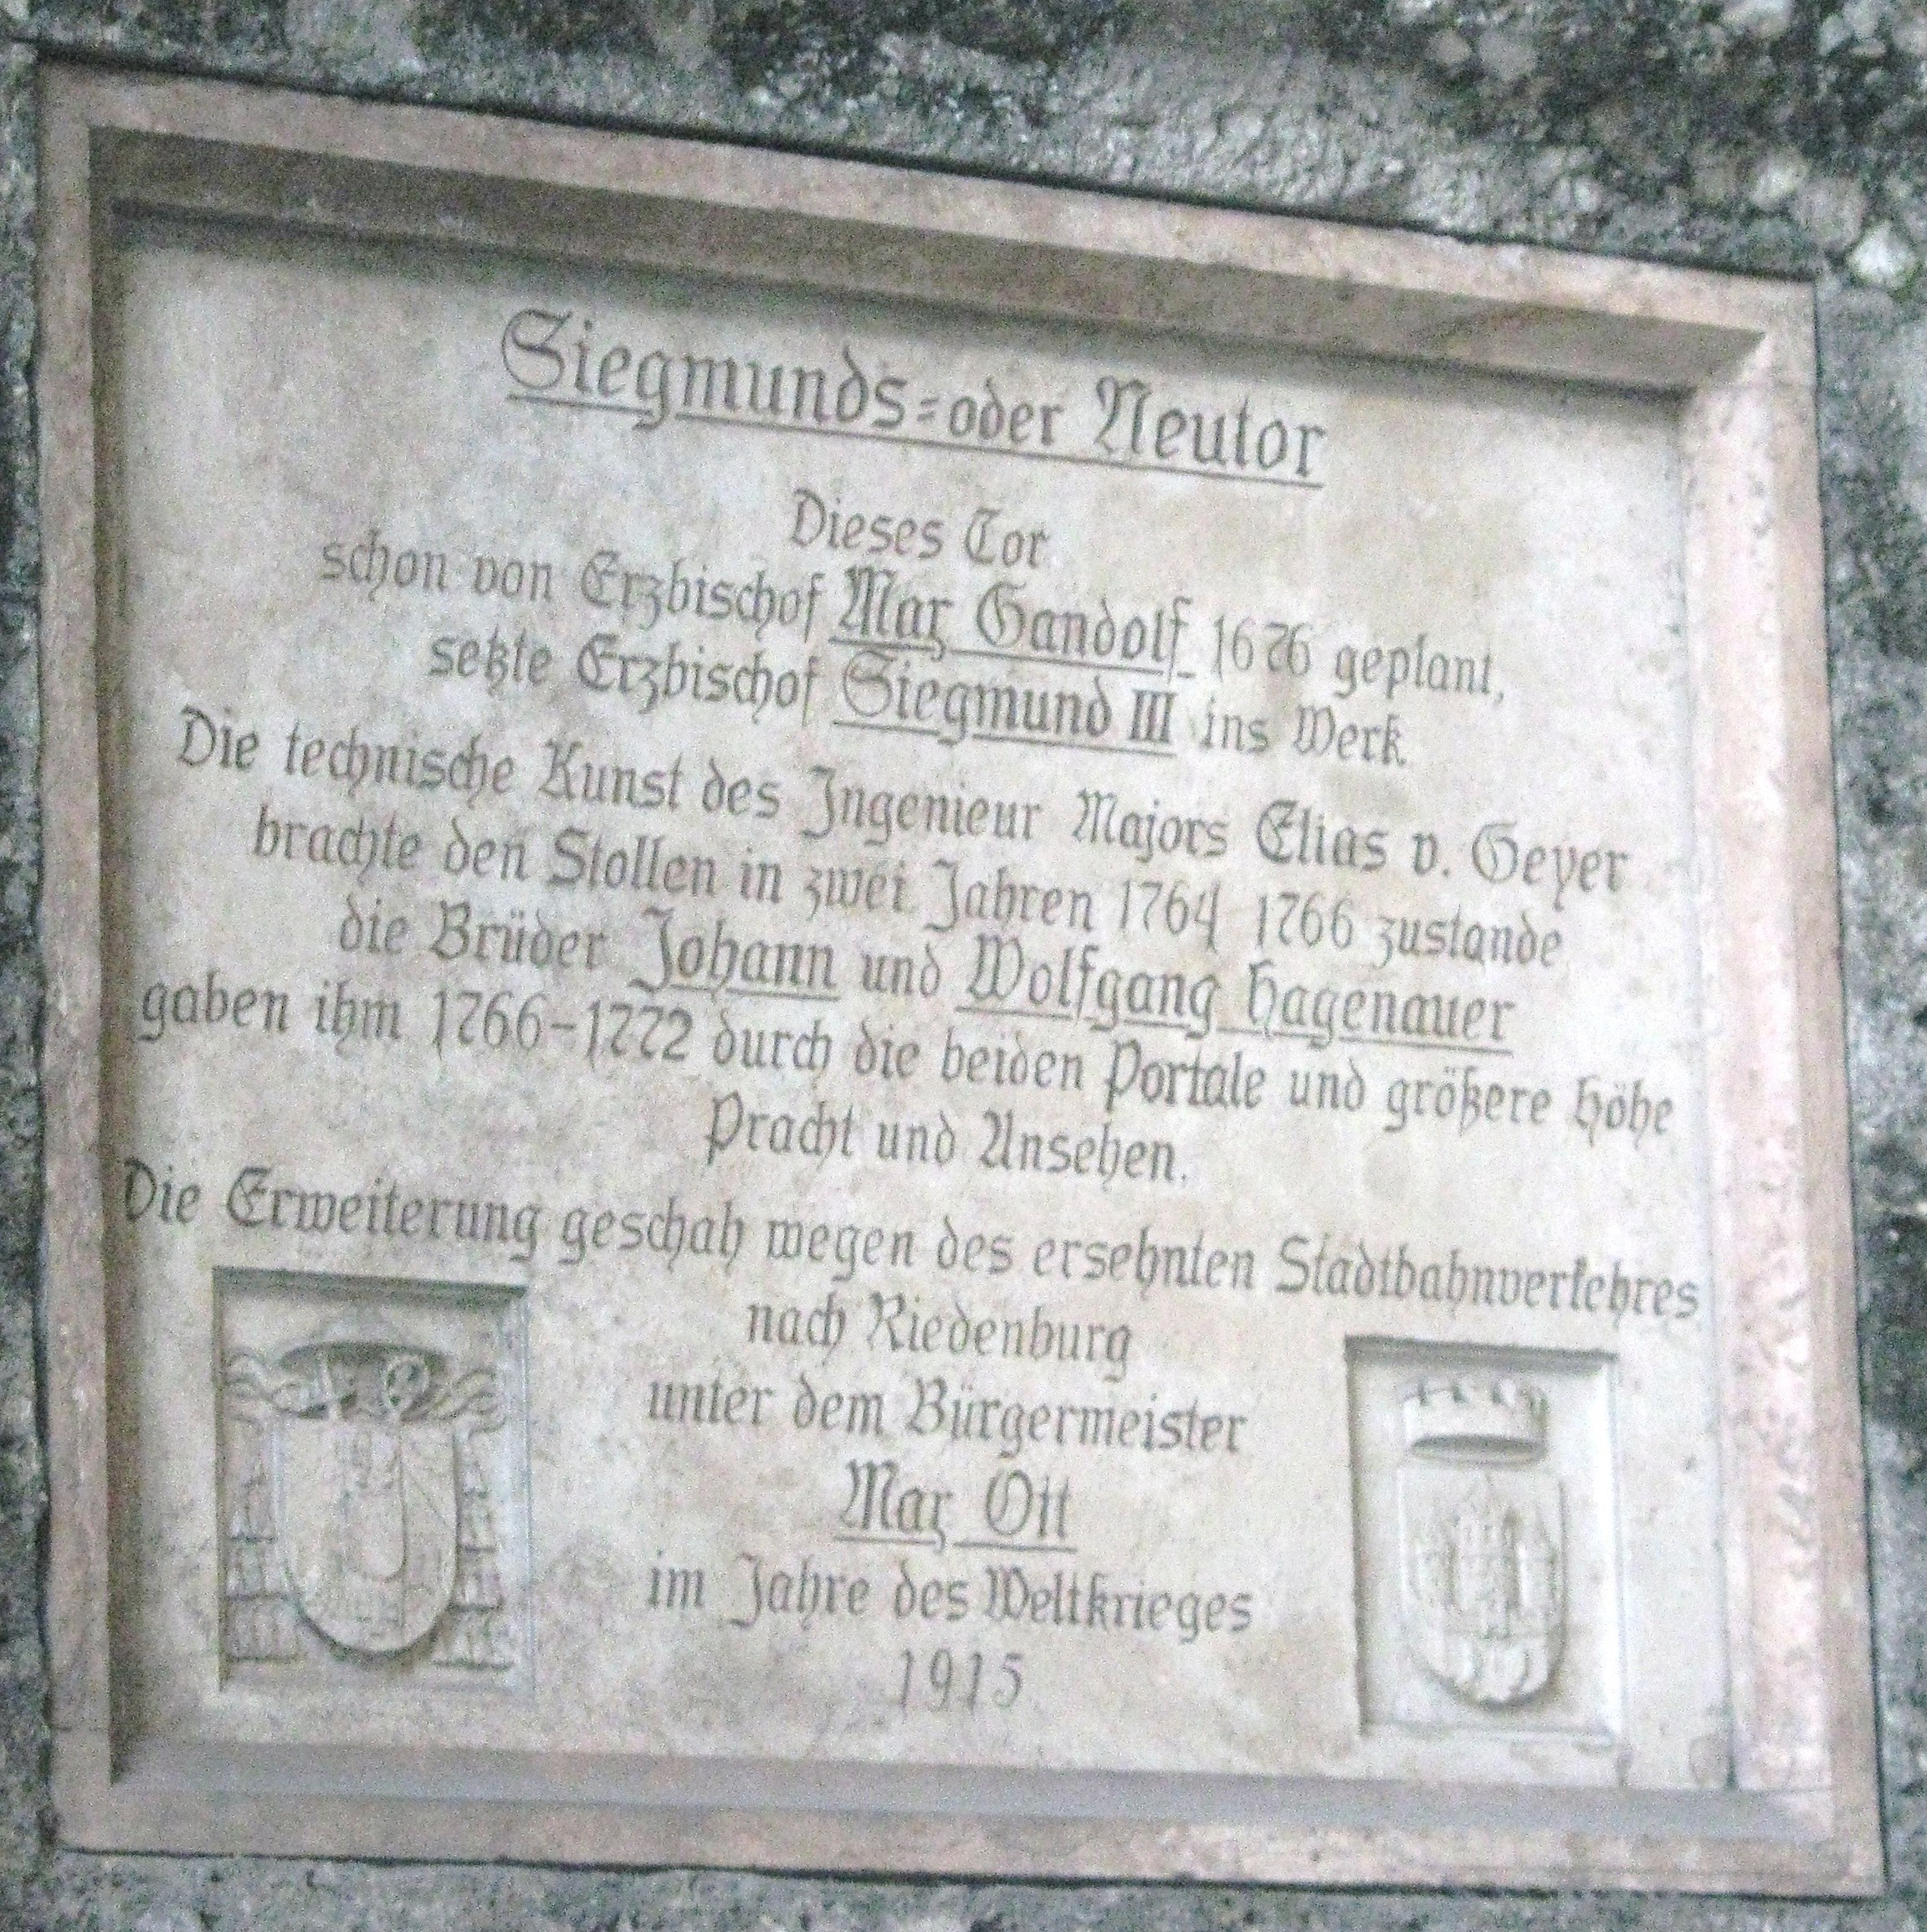 Siegmunds=oder Neutor
Dieses Tor
schon von Erzbischof Max Gandolf 1676 geplant,
setzte Erzbischof Siegmund III ins Werk
Die technische Kunst des Ingenieur Majors Elias v. Geyer
brachte den Stollen in zwei Jahren 1764 1766 zustande
die Brüder Johann und Wolfgang Hagenauer
gaben ihm 1766-1772 durch die beiden Portale und größere Höhe
Pracht und Ansehen.
Die Erweiterung geschah wegen des ersehnten Stadtbahnverkehres
nach Riedenburg
unter dem Bürgermeister
Max Ott
im Jahre des Weltkrieges
1915